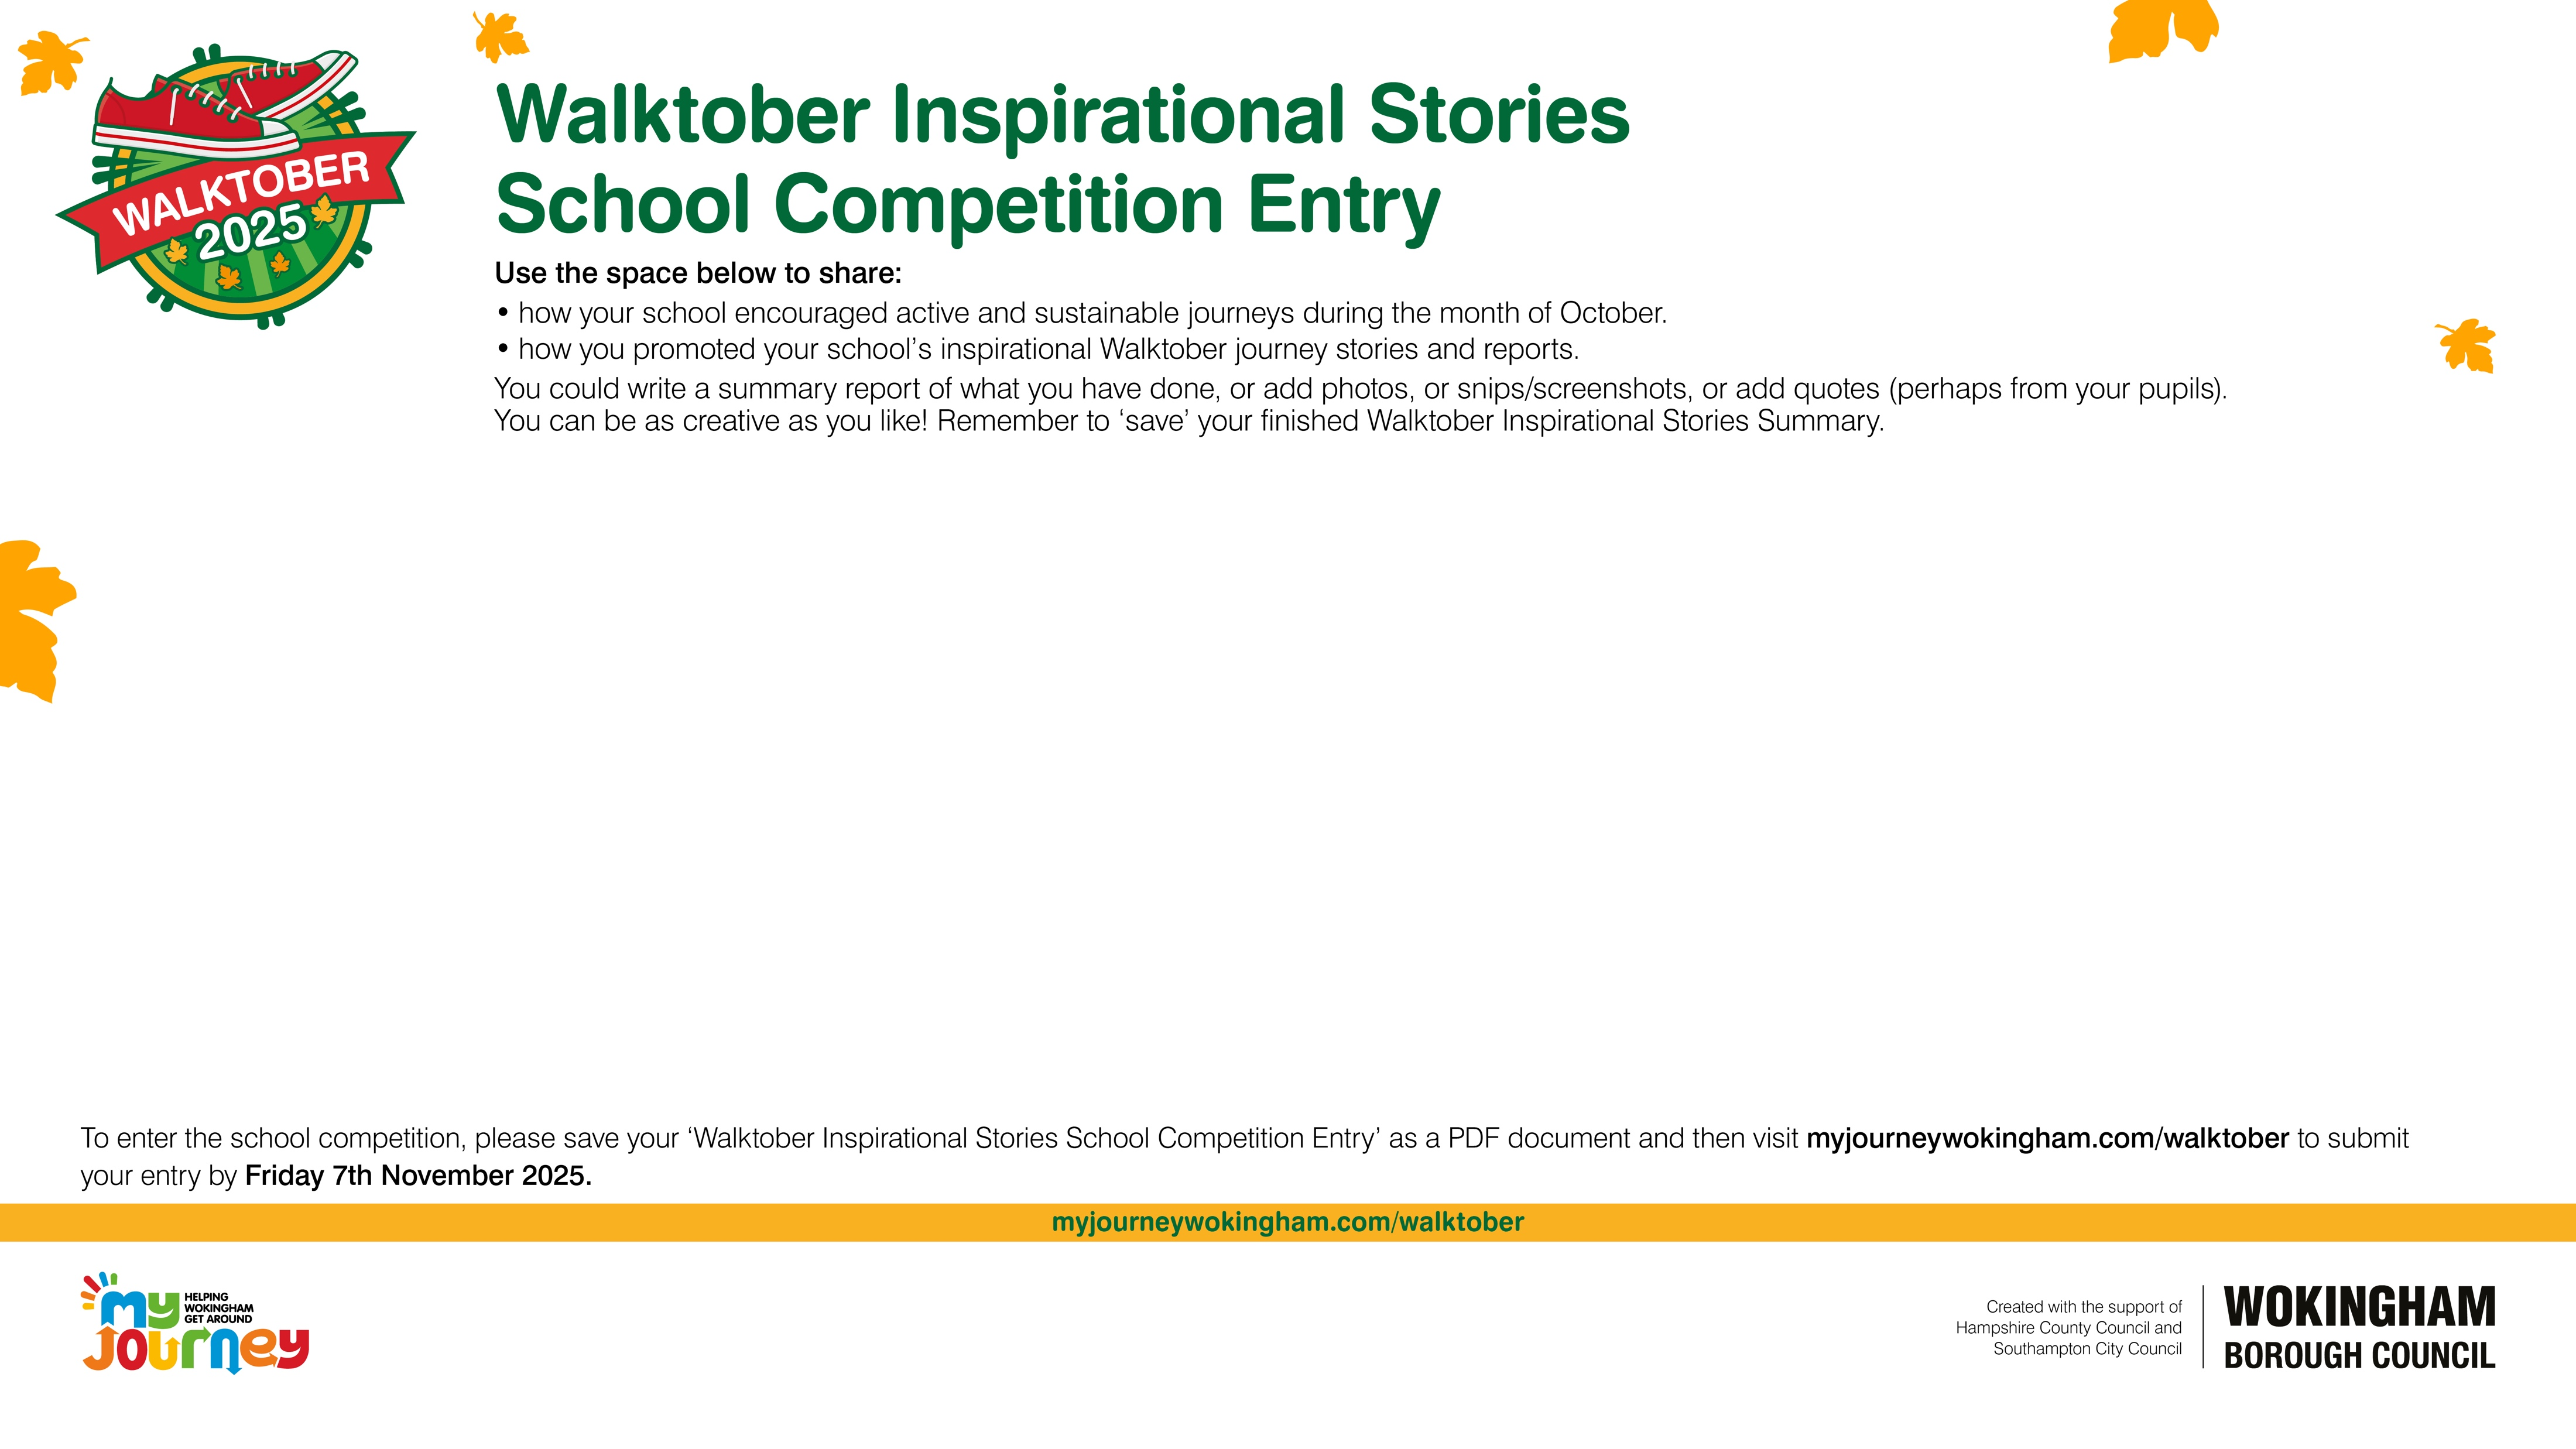 WALKTOBER
2025
Walktober Inspirational Stories
School Competition Entry
Use the space below to share:
• how your school encouraged active and sustainable journeys during the month of October.
• how you promoted your school’s inspirational Walktober journey stories and reports.
You could write a summary report of what you have done, or add photos, or snips/screenshots, or add quotes (perhaps from your pupils).
You can be as creative as you like! Remember to ‘save’ your finished Walktober Inspirational Stories Summary.
To enter the school competition, please save your ‘Walktober Inspirational Stories School Competition Entry’ as a PDF document and then visit myjourneywokingham.com/walktober to submit
your entry by Friday 7th November 2025.
myjourneywokingham.com/walktober
my
journey
HELPING
WOKINGHAM
GET AROUND
Created with the support of
Hampshire County Council and
Southampton City Council
WOKINGHAM
BOROUGH COUNCIL